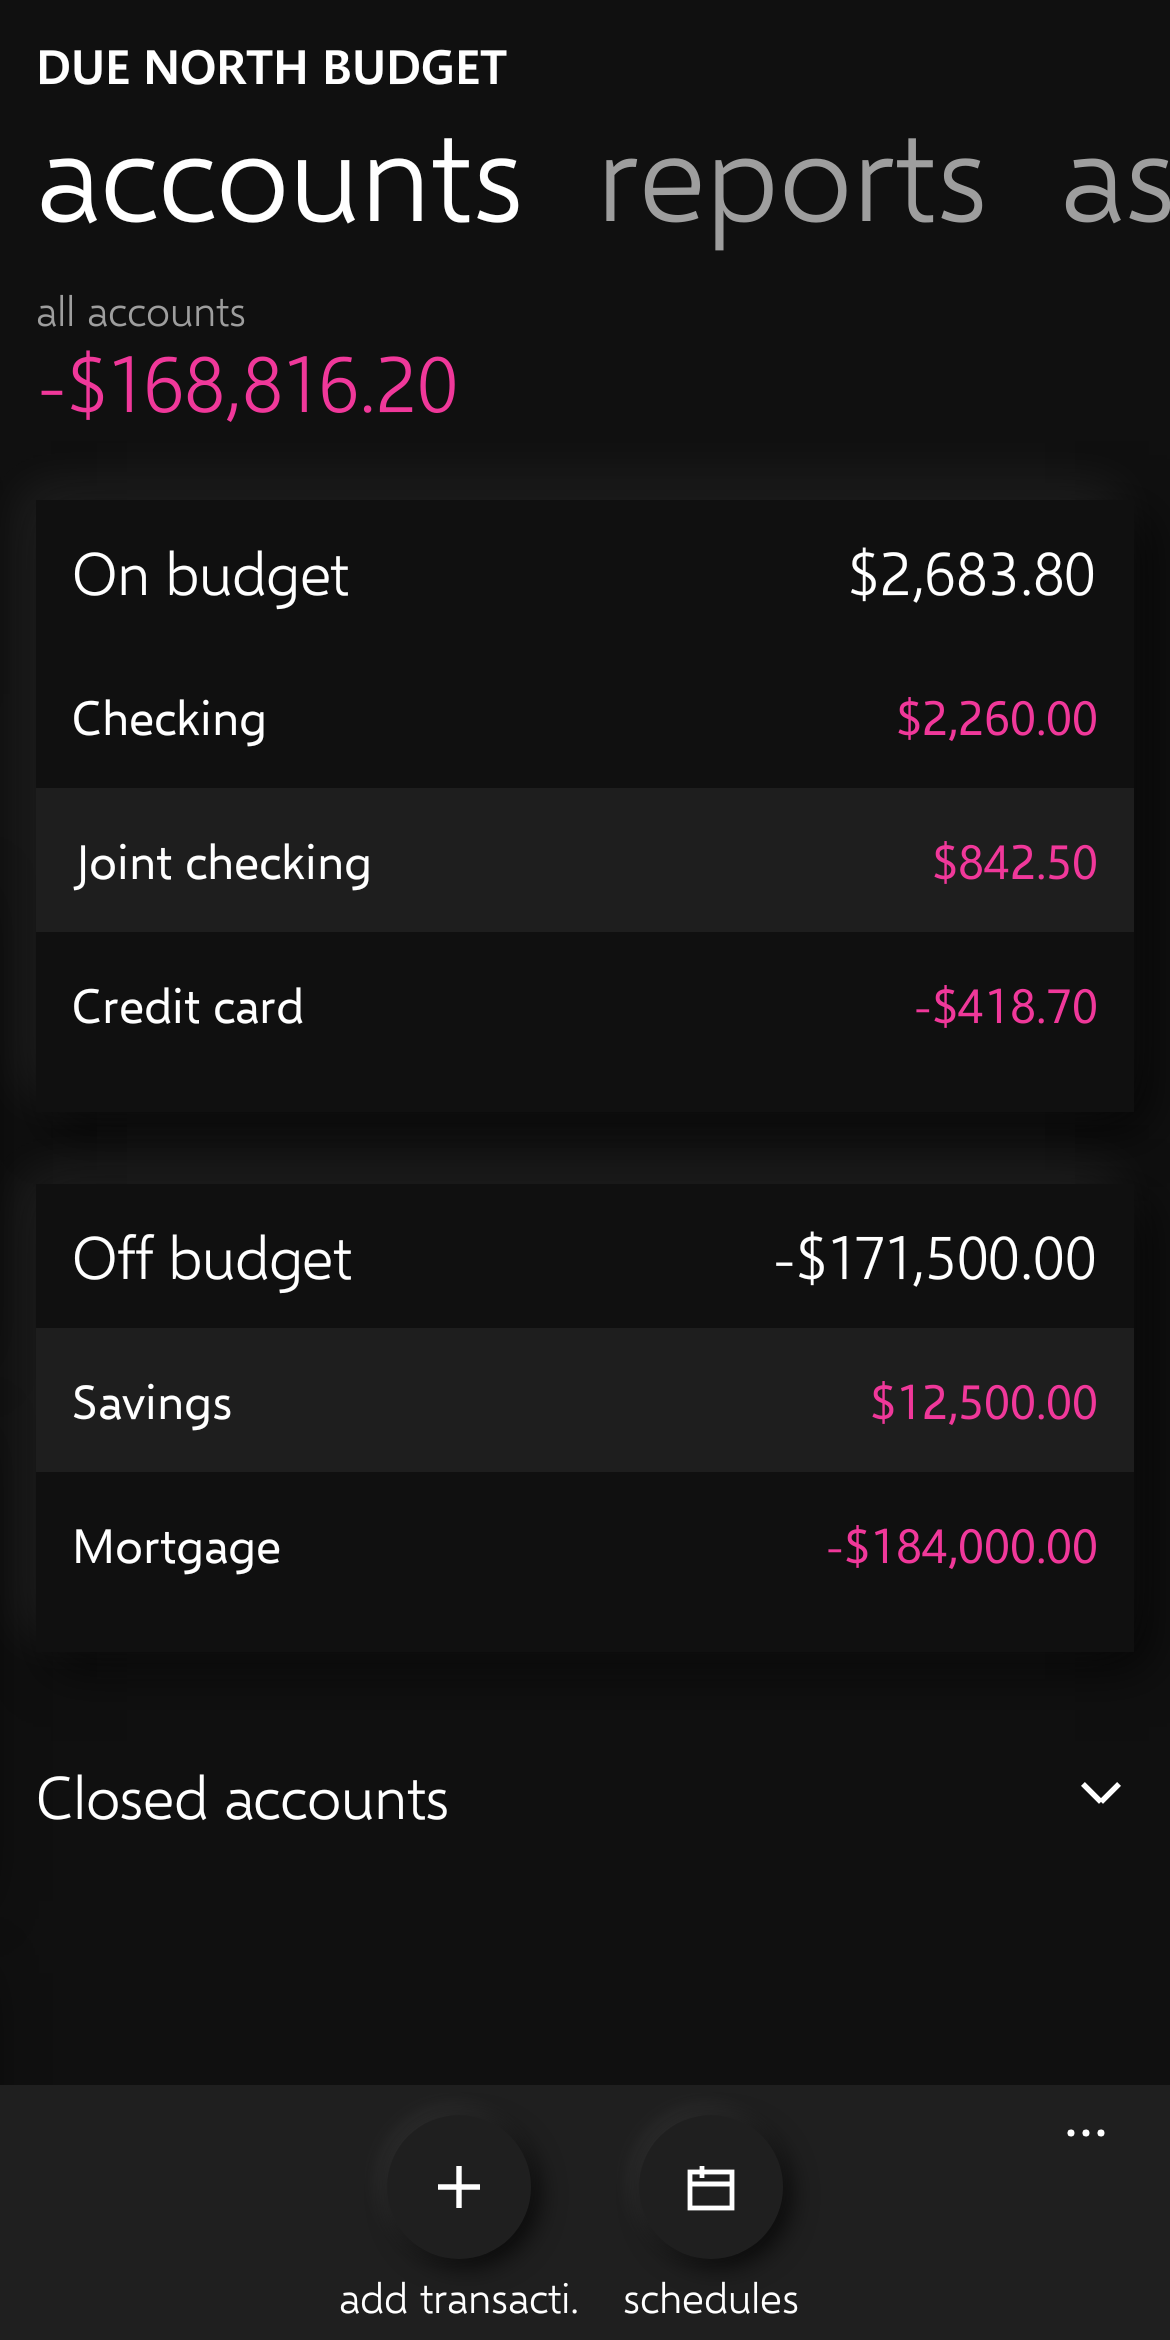 DUE NORTH BUDGET
accounts reports as
all accounts
-$168,816.20
On budget $2,683.80
Checking $2,260.00
Joint checking $842.50
Credit card -$418.70
Off budget -$171,500.00
Savings $12,500.00
Mortgage -$184,000.00
Closed accounts
add transacti. schedules